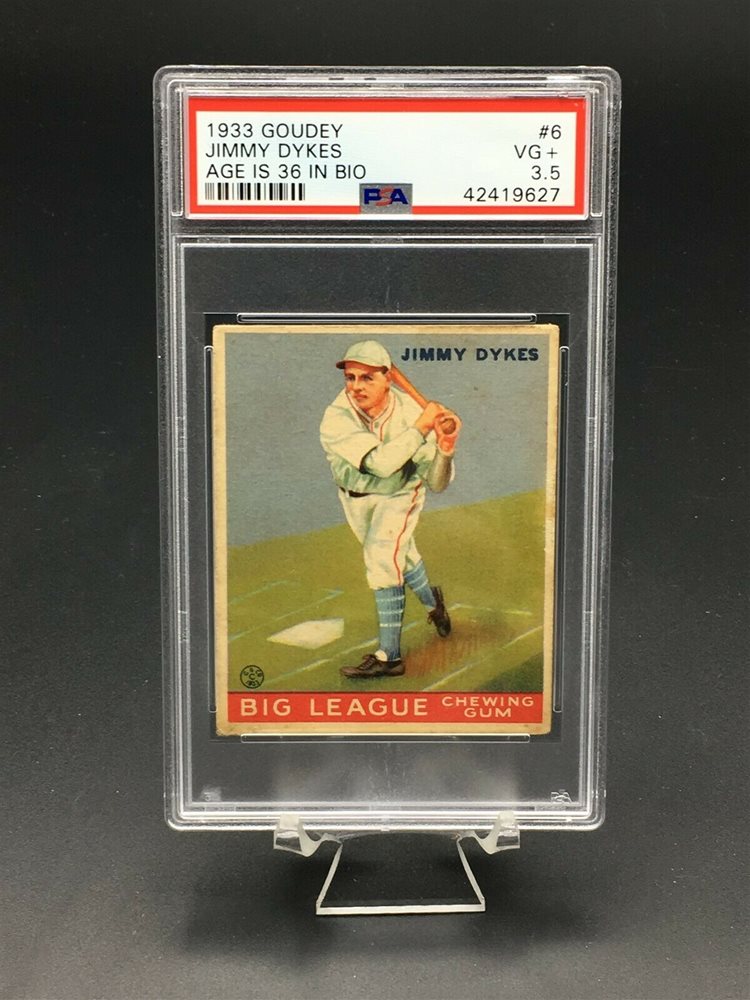 1933 GOUDEY #6
JIMMY DYKES VG+
AGE IS 36 IN BIO 3.5
PSA 42419627
JIMMY DYKES
BIG LEAGUE CHEWING GUM